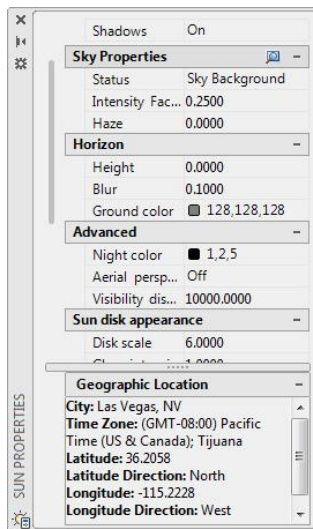 Shadows On
Sky Properties
Status Sky Background
Intensity Fac... 0.2500
Haze 0.0000
Horizon
Height 0.0000
Blur 0.1000
Ground color 128,128,128
Advanced
Night color 1,2,5
Aerial persp... Off
Visibility dis... 10000.0000
Sun disk appearance
Disk scale 6.0000
1.0000
Geographic Location
City: Las Vegas, NV
Time Zone: (GMT-08:00) Pacific
Time (US & Canada); Tijuana
Latitude: 36.2058
Latitude Direction: North
Longitude: -115.2228
Longitude Direction: West
SUN PROPERTIES